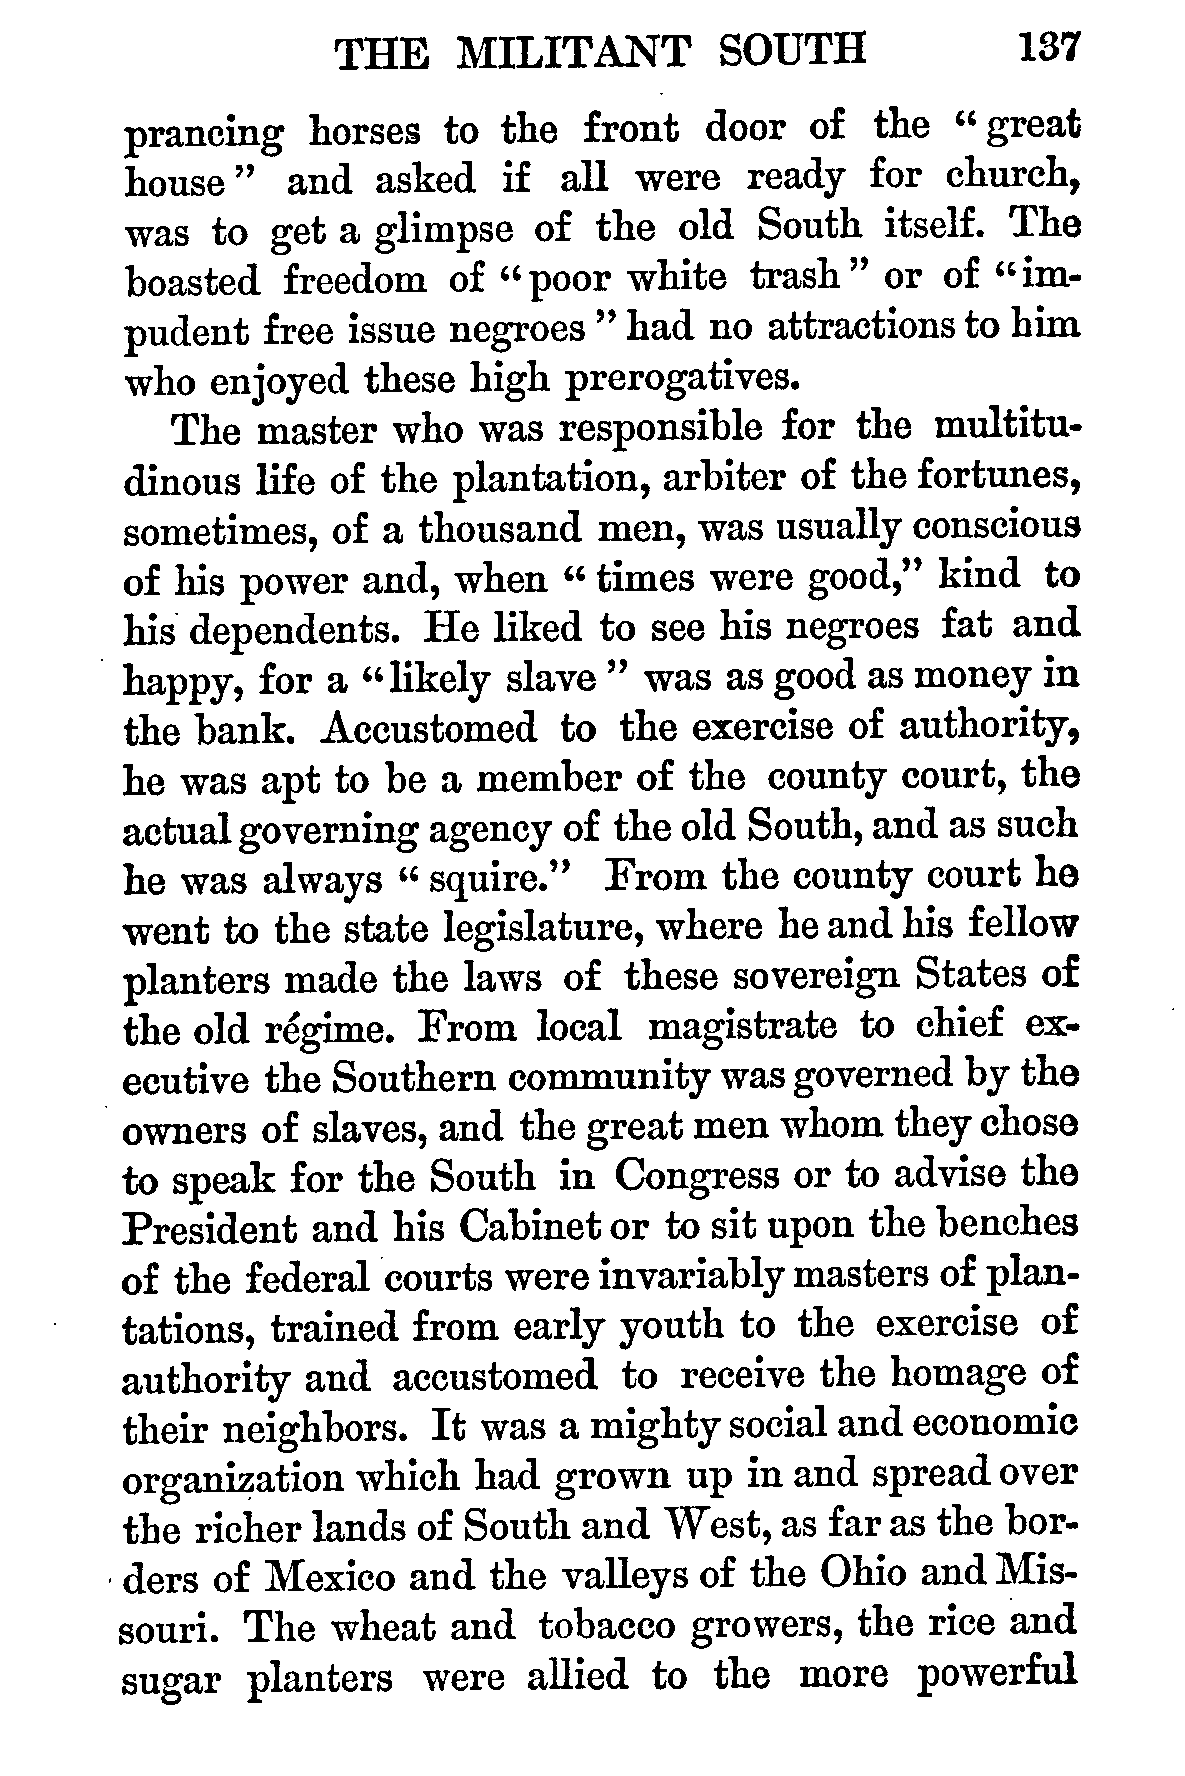 THE MILITANT SOUTH 137
prancing horses to the front door of the “great
house” and asked if all were ready for church,
was to get a glimpse of the old South itself. The
boasted freedom of “poor white trash” or of “im-
pudent free issue negroes” had no attractions to him
who enjoyed these high prerogatives.
The master who was responsible for the multitu-
dinous life of the plantation, arbiter of the fortunes,
sometimes, of a thousand men, was usually conscious
of his power and, when “times were good,” kind to
his dependents. He liked to see his negroes fat and
happy, for a “likely slave” was as good as money in
the bank. Accustomed to the exercise of authority,
he was apt to be a member of the county court, the
actual governing agency of the old South, and as such
he was always “squire.” From the county court he
went to the state legislature, where he and his fellow
planters made the laws of these sovereign States of
the old régime. From local magistrate to chief ex-
ecutive the Southern community was governed by the
owners of slaves, and the great men whom they chose
to speak for the South in Congress or to advise the
President and his Cabinet or to sit upon the benches
of the federal courts were invariably masters of plan-
tations, trained from early youth to the exercise of
authority and accustomed to receive the homage of
their neighbors. It was a mighty social and economic
organization which had grown up in and spread over
the richer lands of South and West, as far as the bor-
ders of Mexico and the valleys of the Ohio and Mis-
souri. The wheat and tobacco growers, the rice and
sugar planters were allied to the more powerful